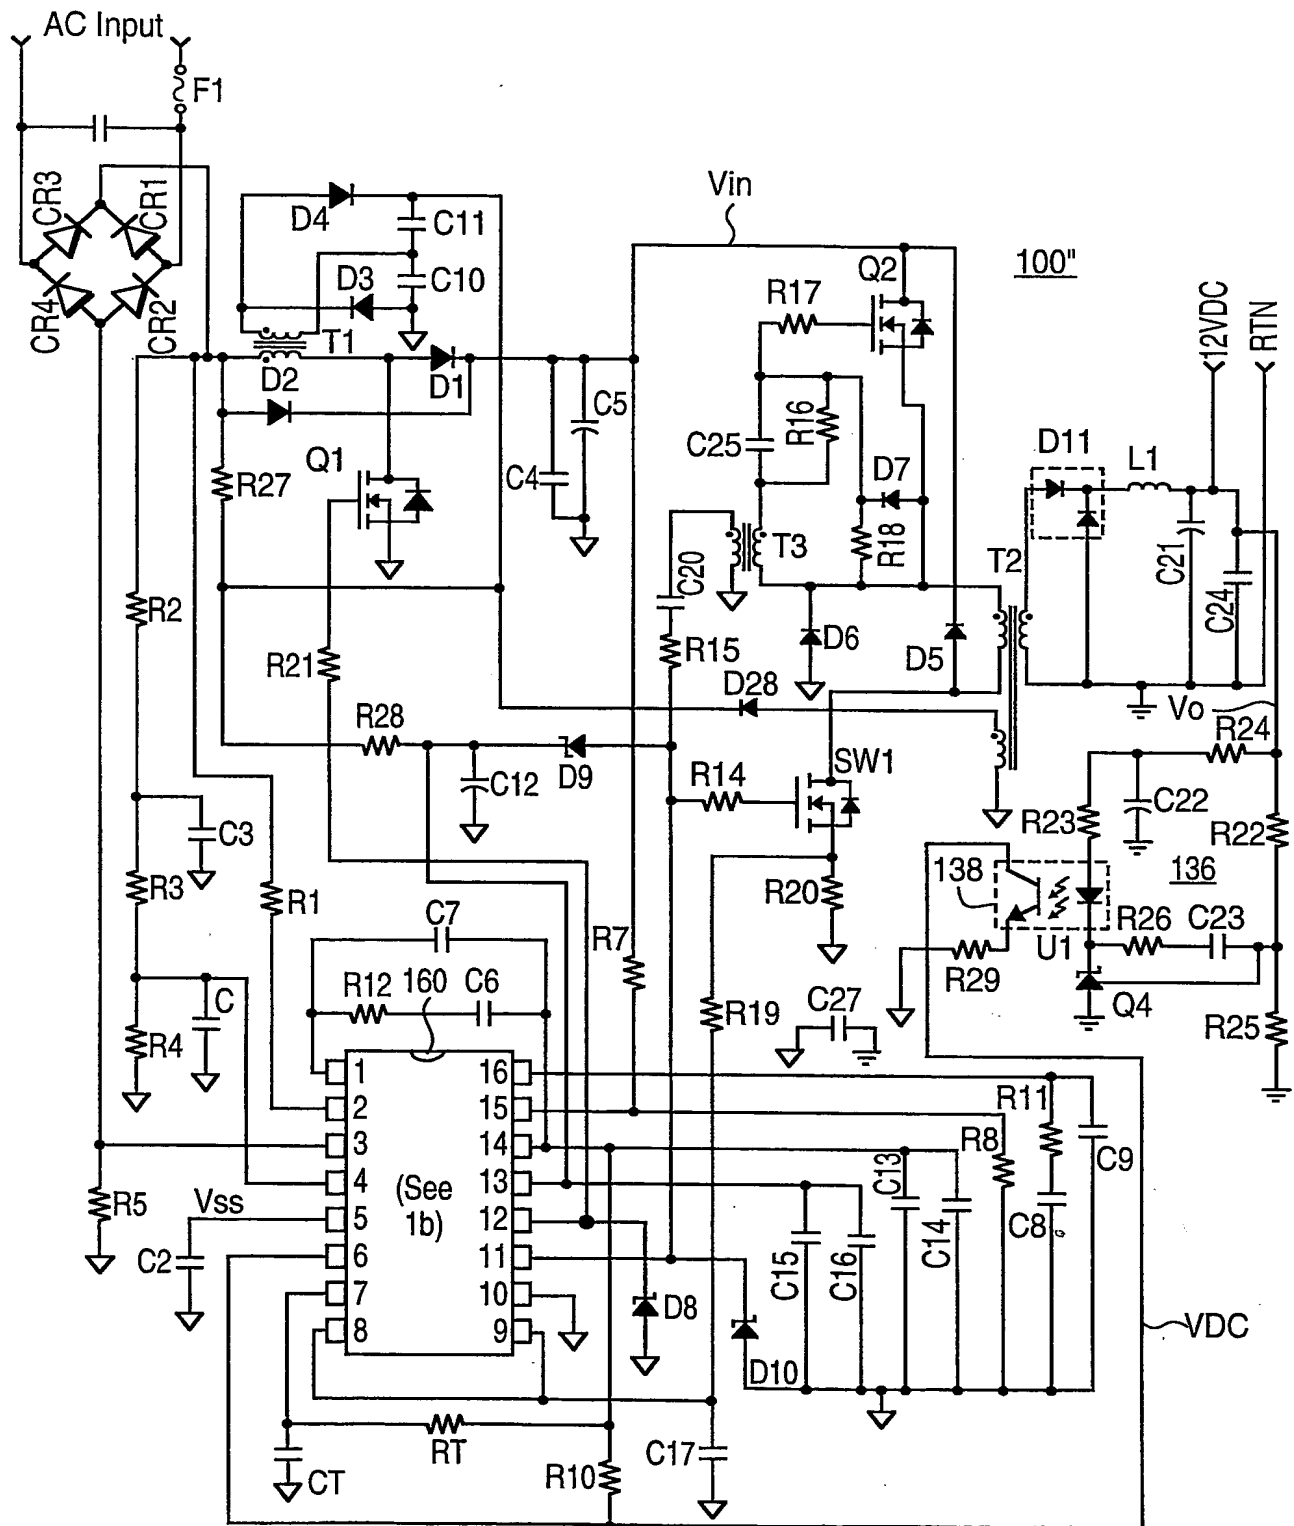 AC Input
F1
CR3
CR1
CR4
CR2
D4
C11
D3
C10
T1
D2
D1
Vin
100"
Q2
R17
12VDC
RTN
C5
C4
Q1
R27
C25
R16
D7
R18
T3
C20
D11
L1
T2
C21
C24
R2
R21
R15
D6
D5
D28
Vo
R24
R28
D9
C12
R14
SW1
C22
R23
R22
C3
R3
R1
R20
138
136
C7
R7
U1
R26
C23
R29
Q4
R12
160
C6
R19
C27
R25
C
R4
1
2
3
4
5
6
7
8
16
15
14
13
12
11
10
9
(See
1b)
R11
R8
C9
C13
C14
C8
R5
Vss
C2
C15
C16
D8
D10
VDC
RT
CT
R10
C17